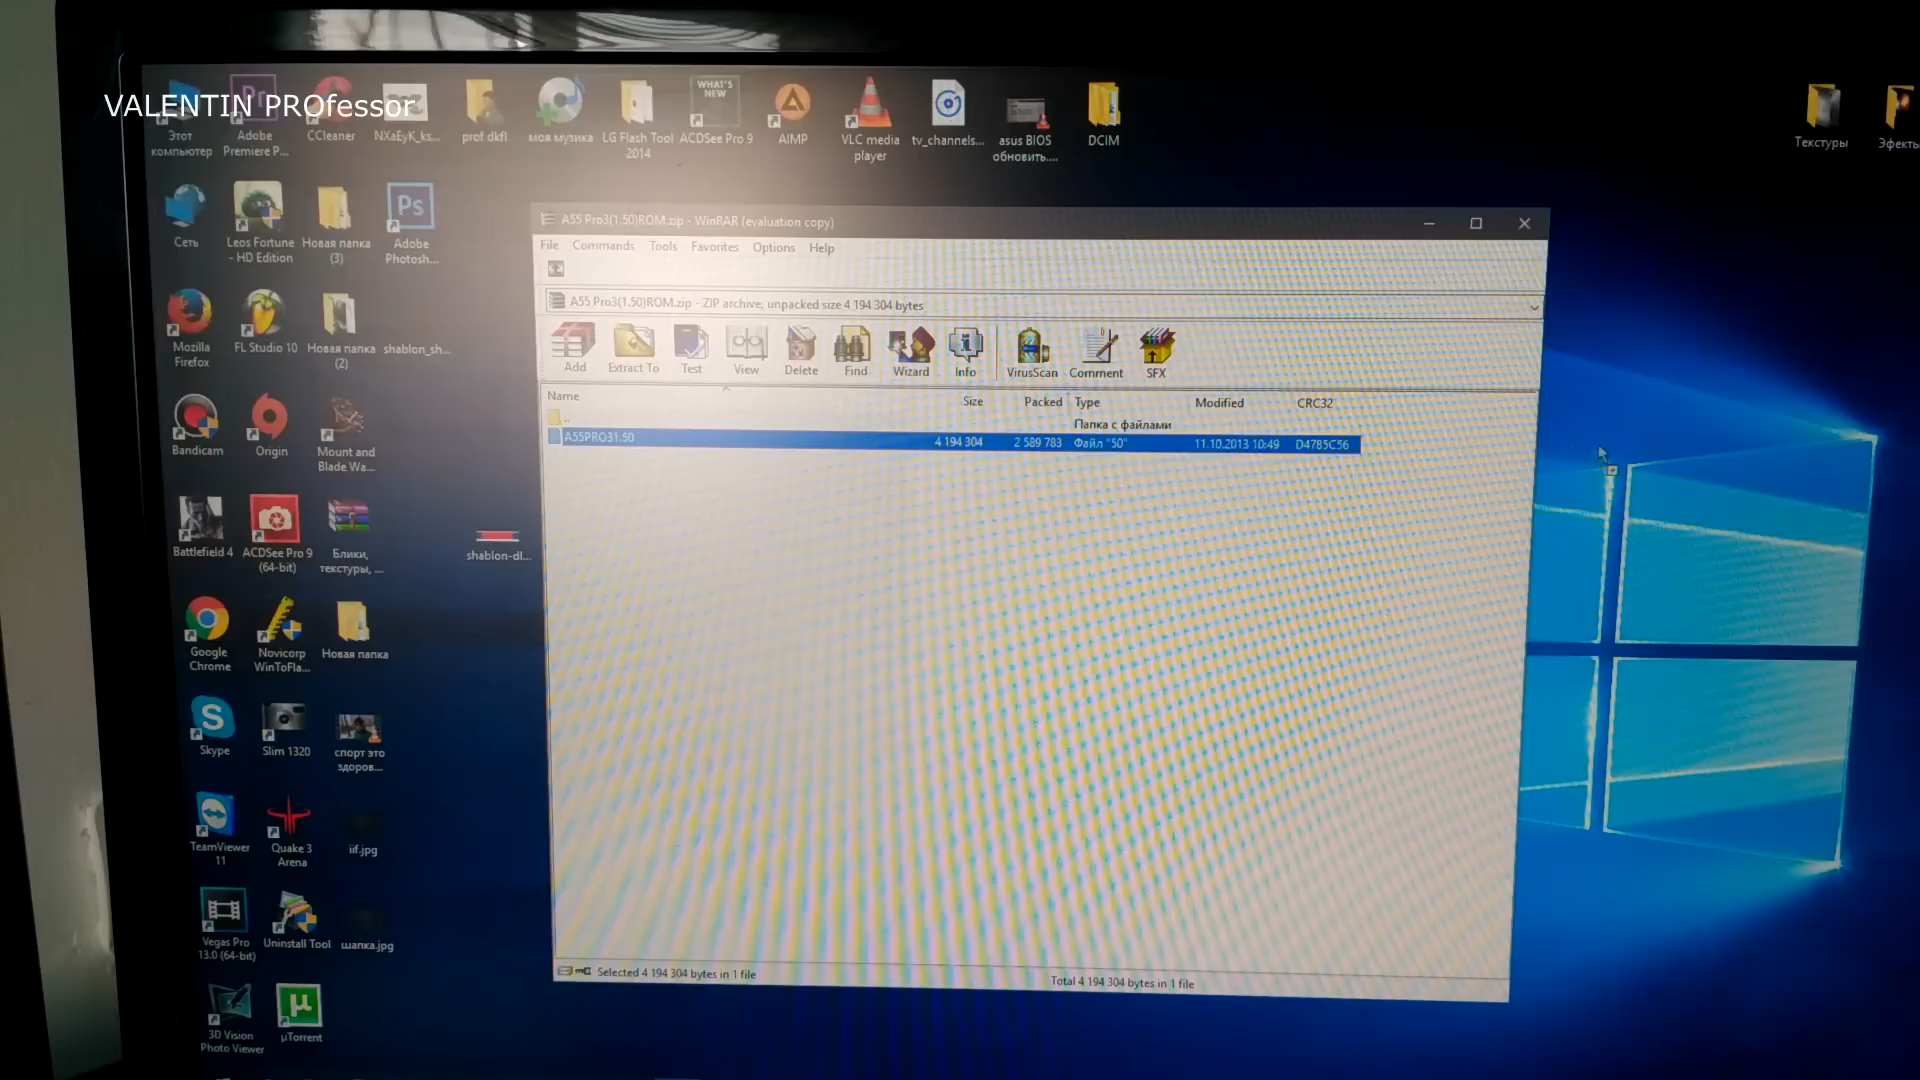 VALENTIN PROfessor
Этот
компьютер
Adobe
Premiere P...
CCleaner
NXaEyK_ks...
prof dkfl
моя музика
LG Flash Tool
2014
WHAT'S
NEW
ACDSee Pro 9
AIMP
VLC media
player
tv_channels...
asus BIOS
обновить....
DCIM
Текстуры
Эфекты
Сеть
Leos Fortune
- HD Edition
Новая папка
(3)
Ps
Adobe
Photosh...
Mozilla
Firefox
FL Studio 10
Новая папка
(2)
shablon_sh...
Bandicam
Origin
Mount and
Blade Wa...
Battlefield 4
ACDSee Pro 9
(64-bit)
Блики,
текстуры, ...
shablon-dl...
Google
Chrome
Novicorp
WinToFla...
Новая папка
Skype
Slim 1320
спорт это
здоров...
TeamViewer
11
Quake 3
Arena
iif.jpg
Vegas Pro
13.0 (64-bit)
Uninstall Tool
шапка.jpg
3D Vision
Photo Viewer
µTorrent
A55 Pro3(1.50)ROM.zip - WinRAR (evaluation copy)
File Commands Tools Favorites Options Help
A55 Pro3(1.50)ROM.zip - ZIP archive, unpacked size 4 194 304 bytes
Add Extract To Test View Delete Find Wizard Info VirusScan Comment SFX
Name Size Packed Type Modified CRC32
.. Папка с файлами
A55PRO31.50 4 194 304 2 589 783 Файл "50" 11.10.2013 10:49 D4785C56
Selected 4 194 304 bytes in 1 file
Total 4 194 304 bytes in 1 file